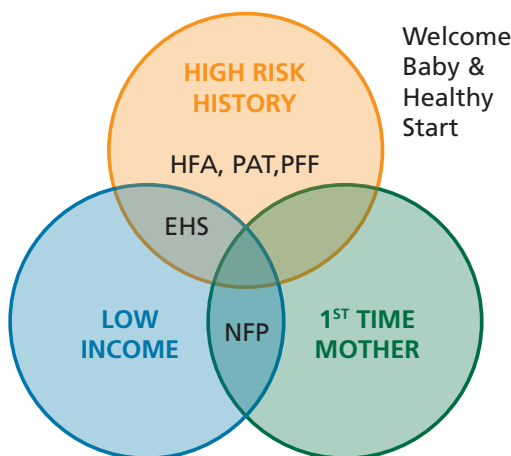 Welcome
Baby &
Healthy
Start
HIGH RISK
HISTORY
HFA, PAT,PFF
EHS
LOW
INCOME
NFP
1ST TIME
MOTHER